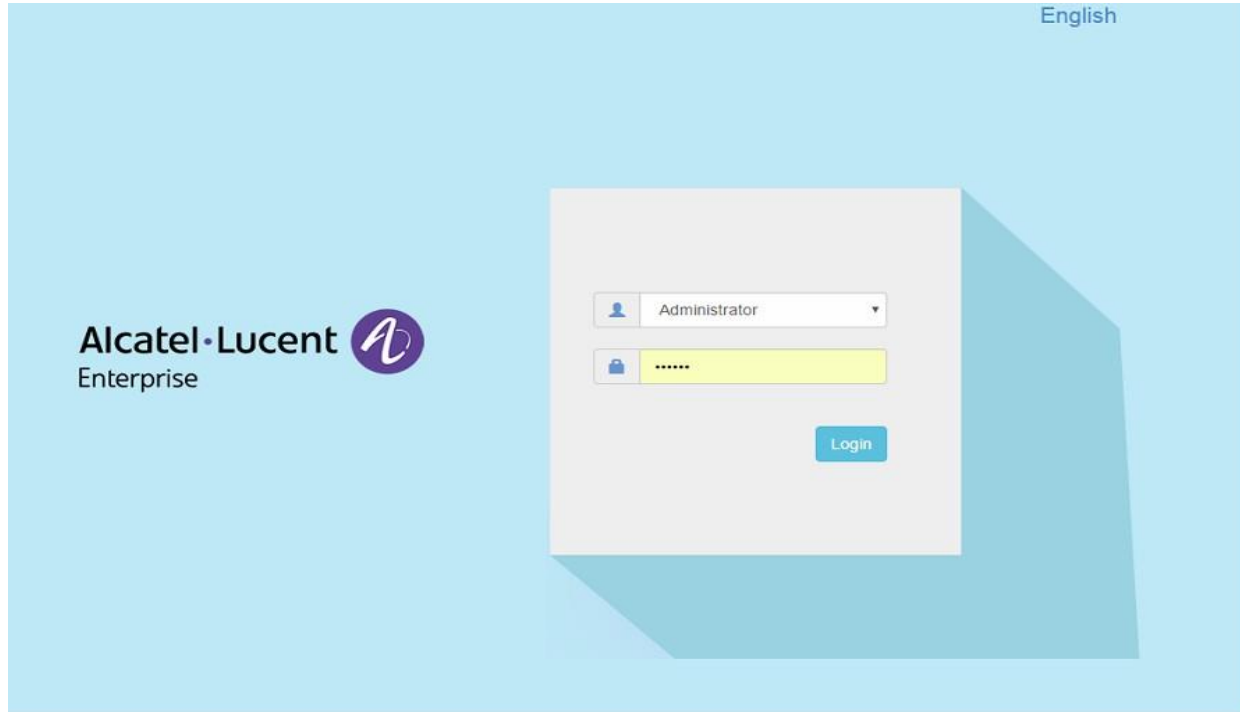 English
Alcatel·Lucent
Enterprise
Administrator
••••••
Login